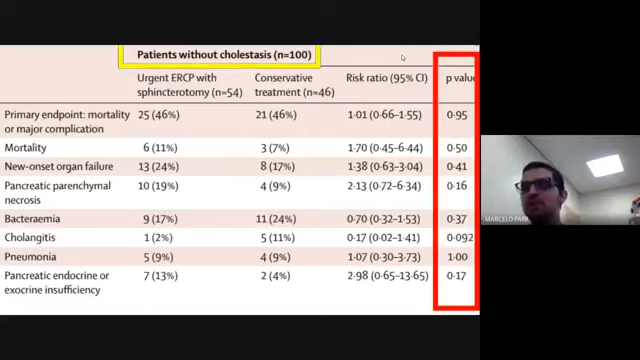 Patients without cholestasis (n=100)
Urgent ERCP with sphincterotomy (n=54) Conservative treatment (n=46) Risk ratio (95% CI) p value
Primary endpoint: mortality or major complication 25 (46%) 21 (46%) 1·01 (0·66–1·55) 0·95
Mortality 6 (11%) 3 (7%) 1·70 (0·45–6·44) 0·50
New-onset organ failure 13 (24%) 8 (17%) 1·38 (0·63–3·04) 0·41
Pancreatic parenchymal necrosis 10 (19%) 4 (9%) 2·13 (0·72–6·34) 0·16
Bacteraemia 9 (17%) 11 (24%) 0·70 (0·32–1·53) 0·37
Cholangitis 1 (2%) 5 (11%) 0·17 (0·02–1·41) 0·092
Pneumonia 5 (9%) 4 (9%) 1·07 (0·30–3·73) 1·00
Pancreatic endocrine or exocrine insufficiency 7 (13%) 2 (4%) 2·98 (0·65–13·65) 0·17
MARCELO PARK